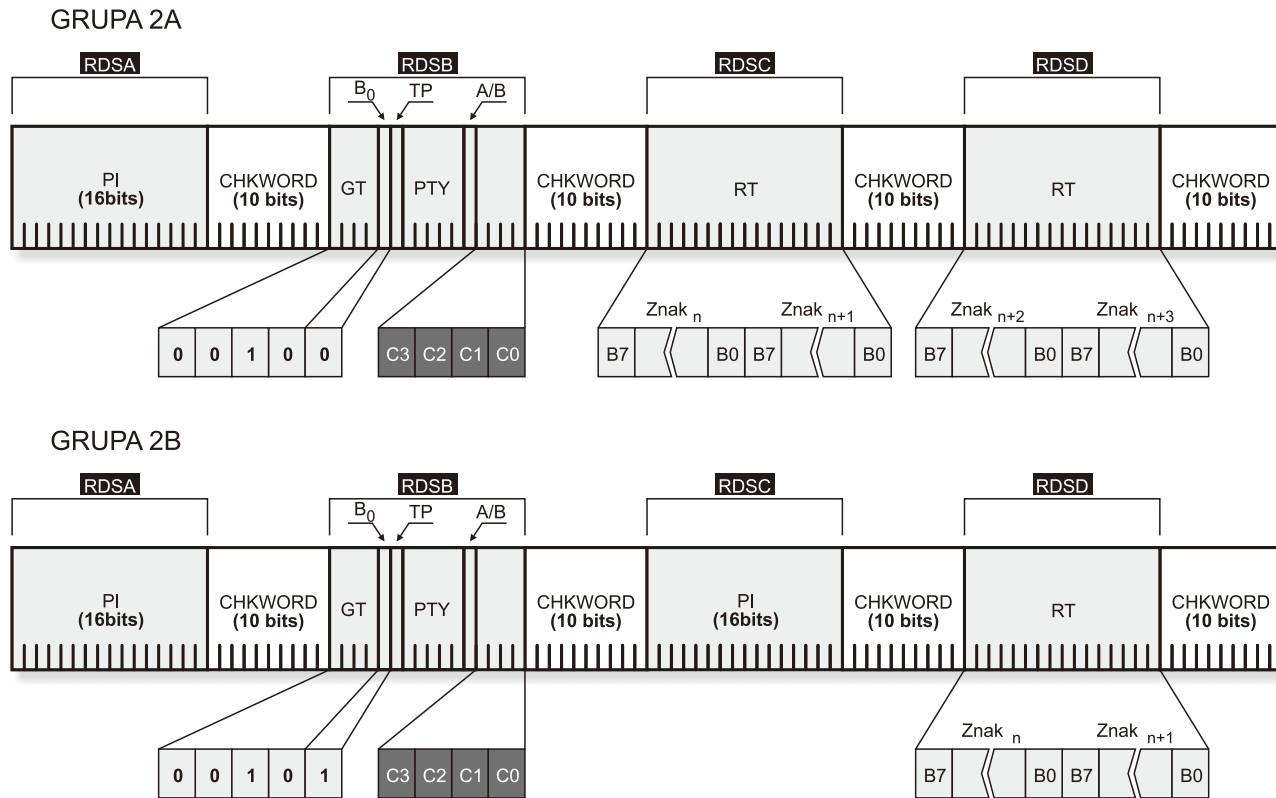 GRUPA 2A
RDSA RDSB RDSC RDSD
B0 TP A/B
PI (16bits) CHKWORD (10 bits) GT PTY CHKWORD (10 bits) RT CHKWORD (10 bits) RT CHKWORD (10 bits)
Znak n Znak n+1 Znak n+2 Znak n+3
0 0 1 0 0 C3 C2 C1 C0 B7 B0 B7 B0 B7 B0 B7 B0
GRUPA 2B
RDSA RDSB RDSC RDSD
B0 TP A/B
PI (16bits) CHKWORD (10 bits) GT PTY CHKWORD (10 bits) PI (16bits) CHKWORD (10 bits) RT CHKWORD (10 bits)
Znak n Znak n+1
0 0 1 0 1 C3 C2 C1 C0 B7 B0 B7 B0